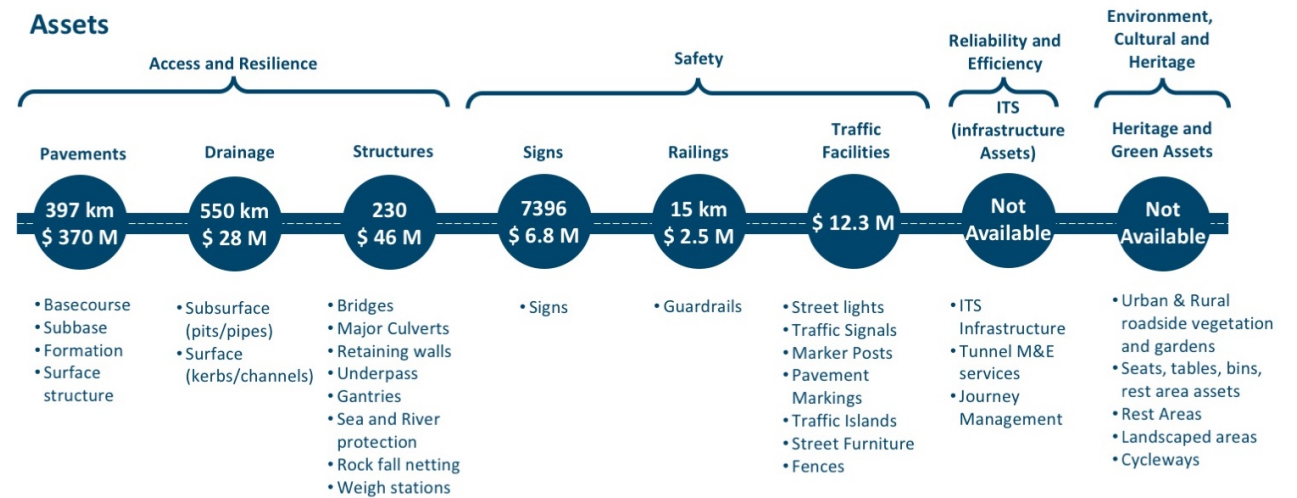 Assets
Access and Resilience
Safety
Reliability and
Efficiency
Environment,
Cultural and
Heritage
Pavements
397 km
$ 370 M
• Basecourse
• Subbase
• Formation
• Surface
structure
Drainage
550 km
$ 28 M
• Subsurface
(pits/pipes)
• Surface
(kerbs/channels)
Structures
230
$ 46 M
• Bridges
• Major Culverts
• Retaining walls
• Underpass
• Gantries
• Sea and River
protection
• Rock fall netting
• Weigh stations
Signs
7396
$ 6.8 M
• Signs
Railings
15 km
$ 2.5 M
• Guardrails
Traffic
Facilities
$ 12.3 M
• Street lights
• Traffic Signals
• Marker Posts
• Pavement
Markings
• Traffic Islands
• Street Furniture
• Fences
ITS
(infrastructure
Assets)
Not
Available
• ITS
Infrastructure
• Tunnel M&E
services
• Journey
Management
Heritage and
Green Assets
Not
Available
• Urban & Rural
roadside vegetation
and gardens
• Seats, tables, bins,
rest area assets
• Rest Areas
• Landscaped areas
• Cycleways